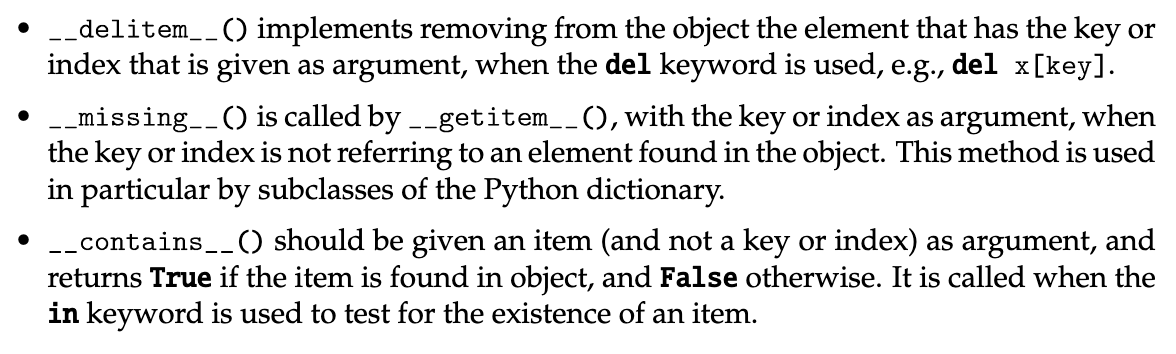 • __delitem__() implements removing from the object the element that has the key or
index that is given as argument, when the del keyword is used, e.g., del x[key].
• __missing__() is called by __getitem__(), with the key or index as argument, when
the key or index is not referring to an element found in the object. This method is used
in particular by subclasses of the Python dictionary.
• __contains__() should be given an item (and not a key or index) as argument, and
returns True if the item is found in object, and False otherwise. It is called when the
in keyword is used to test for the existence of an item.